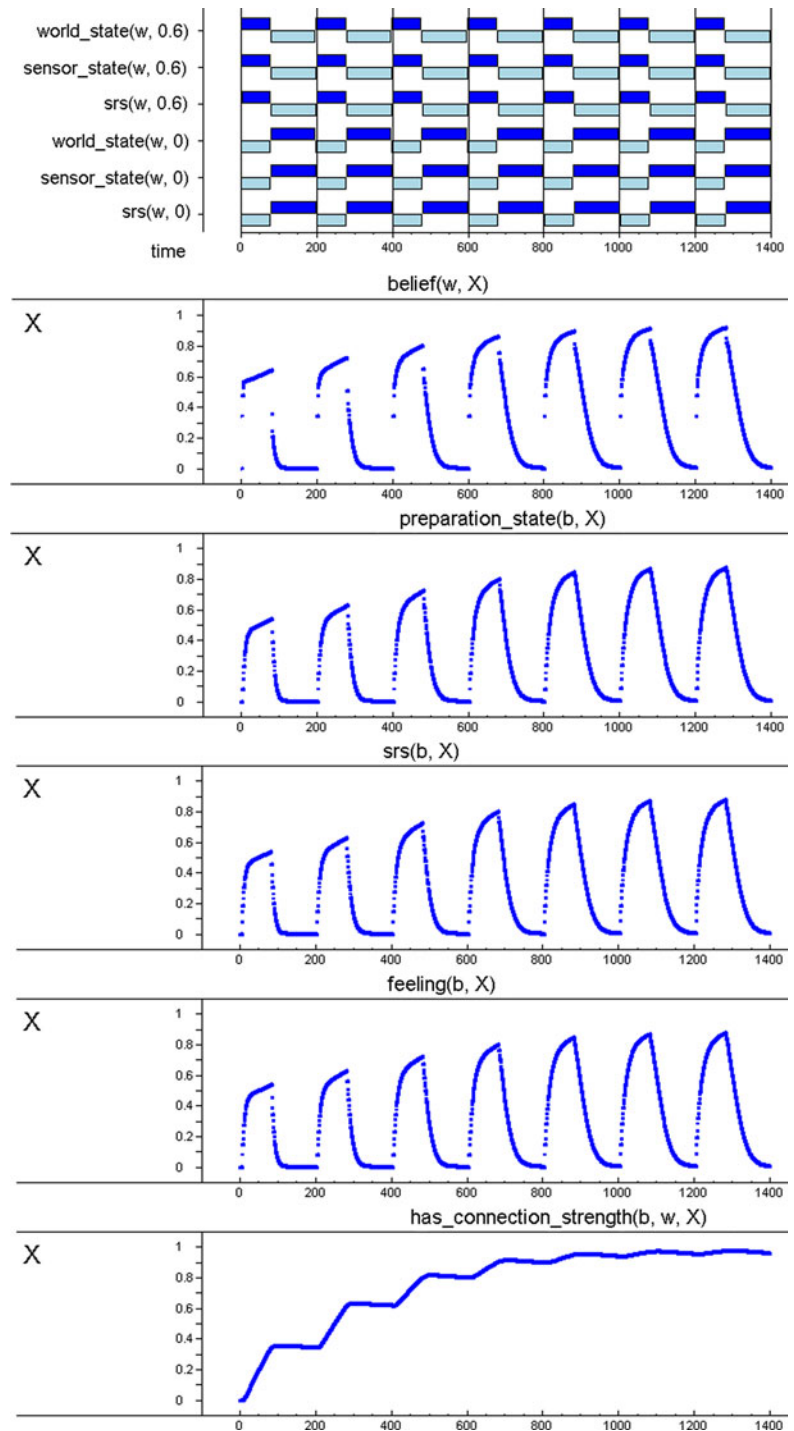 world_state(w, 0.6)
sensor_state(w, 0.6)
srs(w, 0.6)
world_state(w, 0)
sensor_state(w, 0)
srs(w, 0)
time
0 200 400 600 800 1000 1200 1400
belief(w, X)
X
1
0.8
0.6
0.4
0.2
0
0 200 400 600 800 1000 1200 1400
preparation_state(b, X)
X
1
0.8
0.6
0.4
0.2
0
0 200 400 600 800 1000 1200 1400
srs(b, X)
X
1
0.8
0.6
0.4
0.2
0
0 200 400 600 800 1000 1200 1400
feeling(b, X)
X
1
0.8
0.6
0.4
0.2
0
0 200 400 600 800 1000 1200 1400
has_connection_strength(b, w, X)
X
1
0.8
0.6
0.4
0.2
0
0 200 400 600 800 1000 1200 1400